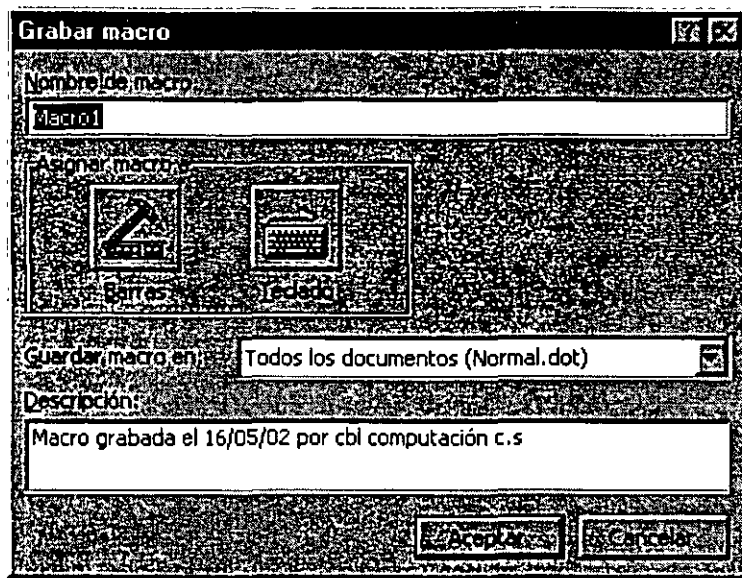 Grabar macro
Nombre de macro:
Macro1
Asignar macro a
Barras
Teclado
Guardar macro en: Todos los documentos (Normal.dot)
Descripción:
Macro grabada el 16/05/02 por cbl computación c.s
Aceptar
Cancelar